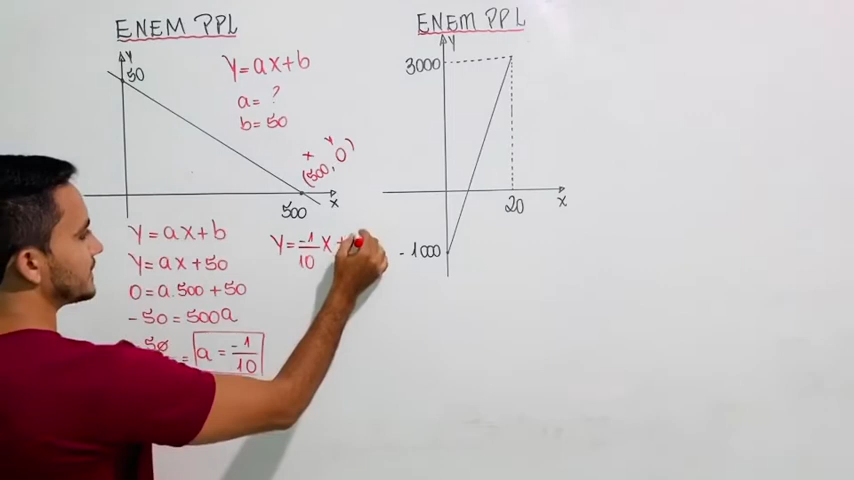 ENEM PPL
Y
50
Y=ax+b
a= ?
b=50
x Y
(500, 0)
500
x
Y=ax+b
Y=ax+50
0=a.500+50
-50=500a
a = -1/10
Y=-1/10 x +
ENEM PPL
Y
3000
20
x
-1000